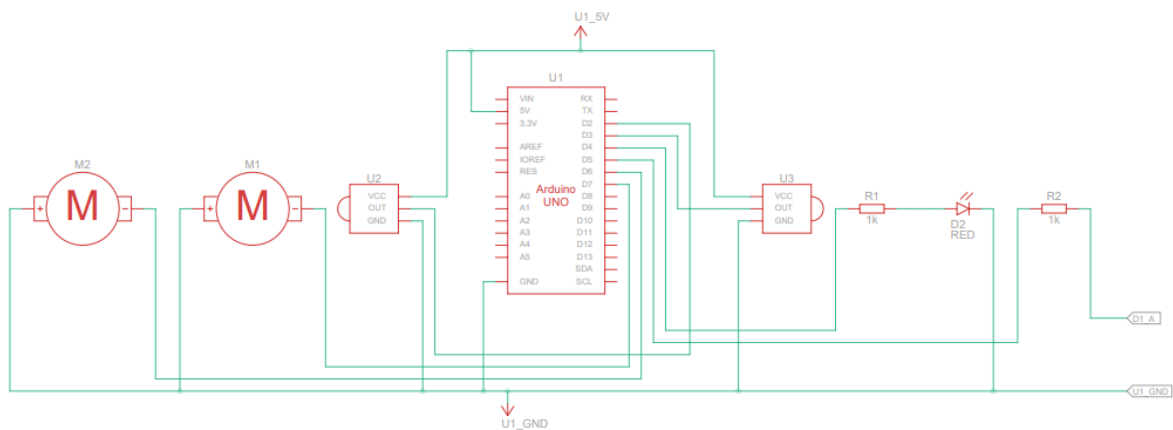 U1_5V
U1
VIN
5V
3.3V
AREF
IOREF
RES
A0
A1
A2
A3
A4
A5
GND
Arduino
UNO
RX
TX
D2
D3
D4
D5
D6
D7
D8
D9
D10
D11
D12
D13
SDA
SCL
M2
+ M -
M1
+ M -
U2
VCC
OUT
GND
U3
VCC
OUT
GND
R1
1k
D2
RED
R2
1k
D1_A
U1_GND
U1_GND